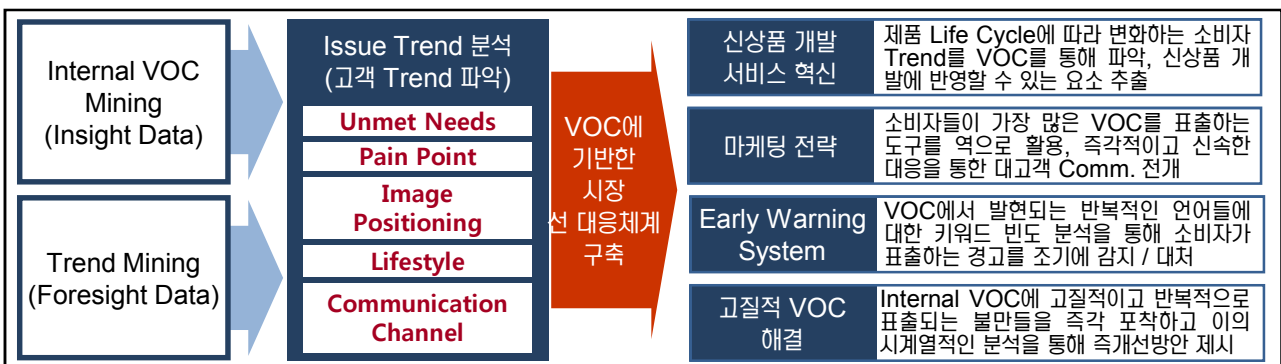 Internal VOC
Mining
(Insight Data)
Trend Mining
(Foresight Data)
Issue Trend 분석
(고객 Trend 파악)
Unmet Needs
Pain Point
Image
Positioning
Lifestyle
Communication
Channel
VOC에
기반한
시장
선 대응체계
구축
신상품 개발
서비스 혁신
제품 Life Cycle에 따라 변화하는 소비자
Trend를 VOC를 통해 파악, 신상품 개
발에 반영할 수 있는 요소 추출
마케팅 전략
소비자들이 가장 많은 VOC를 표출하는
도구를 역으로 활용, 즉각적이고 신속한
대응을 통한 대고객 Comm. 전개
Early Warning
System
VOC에서 발현되는 반복적인 언어들에
대한 키워드 빈도 분석을 통해 소비자가
표출하는 경고를 조기에 감지 / 대처
고질적 VOC
해결
Internal VOC에 고질적이고 반복적으로
표출되는 불만들을 즉각 포착하고 이의
시계열적인 분석을 통해 즉개선방안 제시